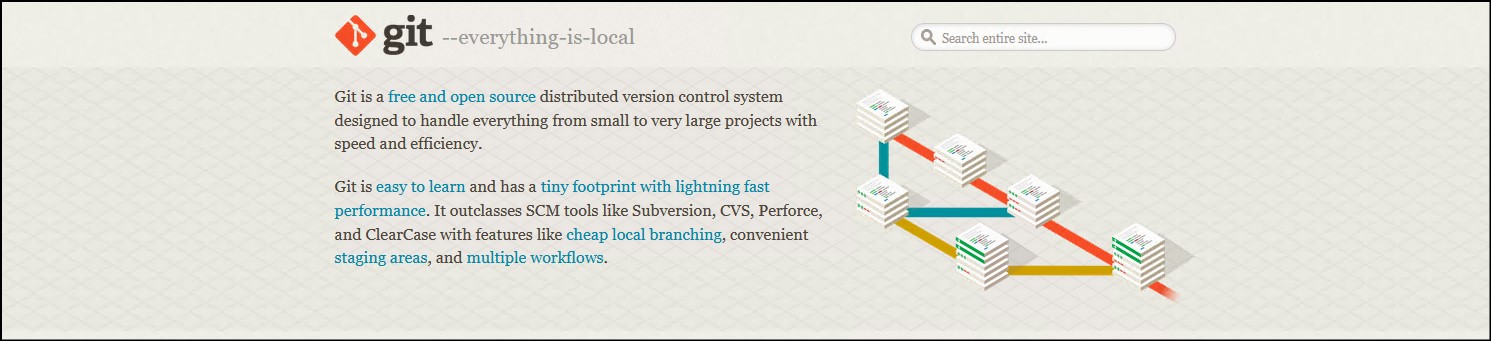 git --everything-is-local
Search entire site...
Git is a free and open source distributed version control system
designed to handle everything from small to very large projects with
speed and efficiency.
Git is easy to learn and has a tiny footprint with lightning fast
performance. It outclasses SCM tools like Subversion, CVS, Perforce,
and ClearCase with features like cheap local branching, convenient
staging areas, and multiple workflows.